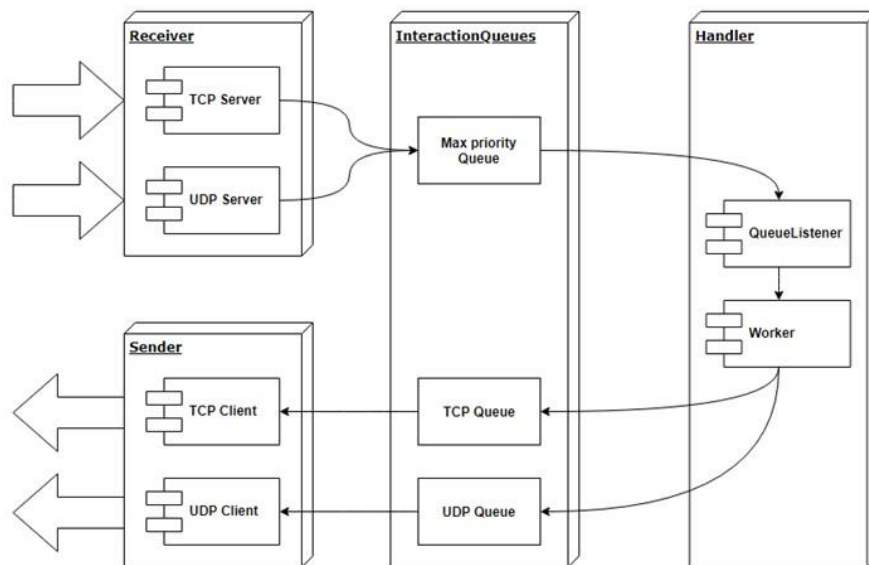 Receiver
TCP Server
UDP Server
InteractionQueues
Max priority
Queue
Handler
QueueListener
Worker
Sender
TCP Client
UDP Client
TCP Queue
UDP Queue